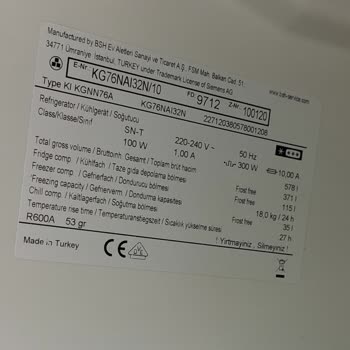 Manufactured by BSH Ev Aletleri Sanayi ve Ticaret A.Ş. , FSM Mah. Balkan Cad. 51,
34771 Ümraniye Istanbul, TURKEY under Trademark License of Siemens AG
www.bsh-service.com
E-Nr KG76NAI32N/10 FD: 9712 Z-Nr 100120
Type KI KGNN76A KG76NAI32N 227120380578001208
Refrigerator / Kühlgerät / Soğutucu
Class/Klasse/Sınıf SN-T 220-240 V ~ 50 Hz
100 W 1.00 A 300 W 10,00 A
Total gross volume / Bruttoinh. Gesamt / Toplam brüt hacim 578 l
Fridge comp. / Kühlfach / Taze gıda depolama bölmesi Frost free 371 l
Freezer comp. / Gefrierfach / Dondurucu bölmesi Frost free 115 l
*Freezing capacity / Gefriervermö. / Dondurma kapasitesi 18,0 kg / 24 h
Chill comp. / Kaltlagerfach / Soğutma bölmesi Frost free 35 l
Temperature rise time / Temperaturanstiegszeit / Sıcaklık yükselme süresi 27 h
R600A 53 gr ! Yirtmayiniz , Silmeyiniz !
Made in Turkey CE